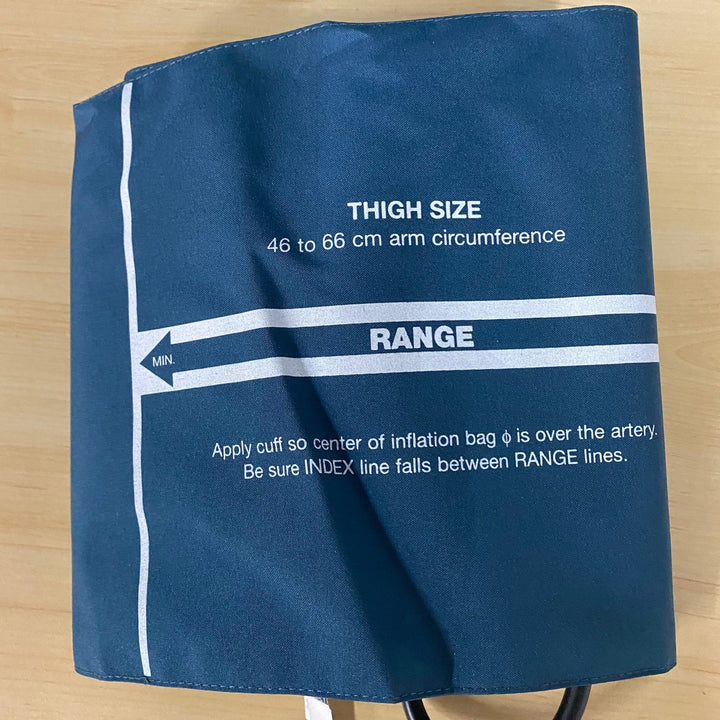 THIGH SIZE
46 to 66 cm arm circumference
RANGE
MIN.
Apply cuff so center of inflation bag ϕ is over the artery.
Be sure INDEX line falls between RANGE lines.